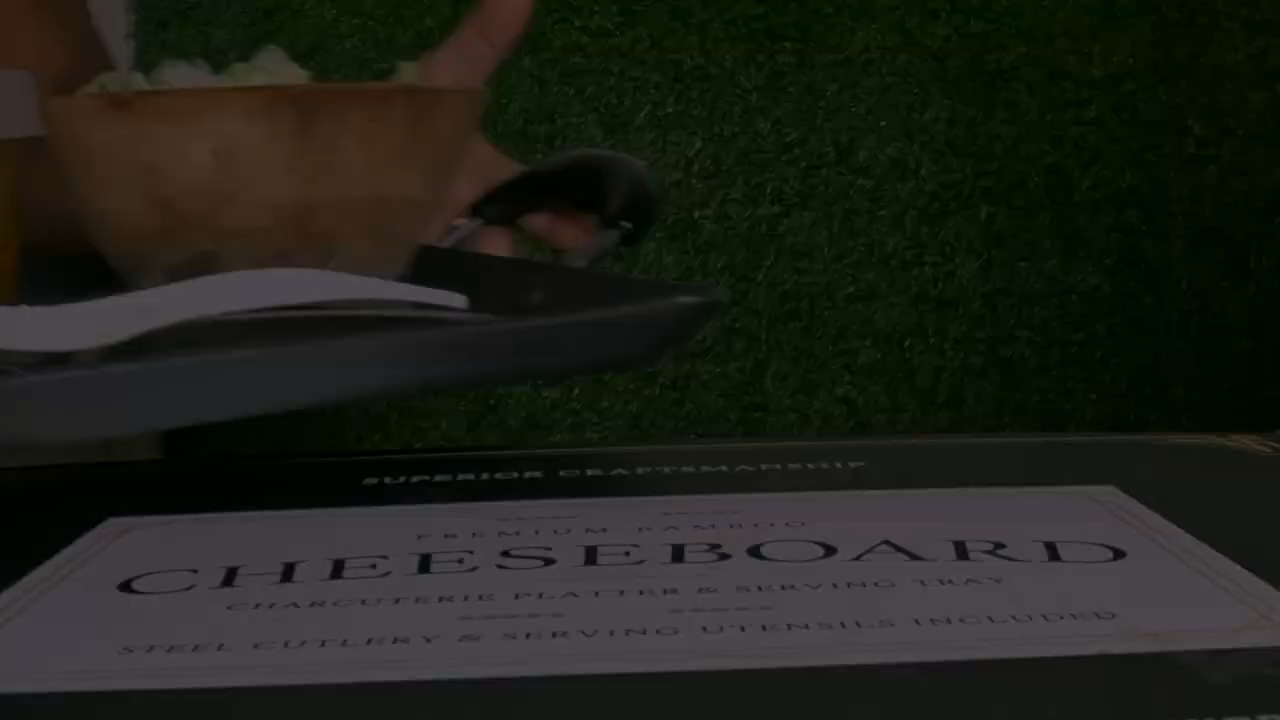 SUPERIOR CRAFTSMANSHIP
PREMIUM BAMBOO
CHEESEBOARD
CHARCUTERIE PLATTER & SERVING TRAY
STEEL CUTLERY & SERVING UTENSILS INCLUDED